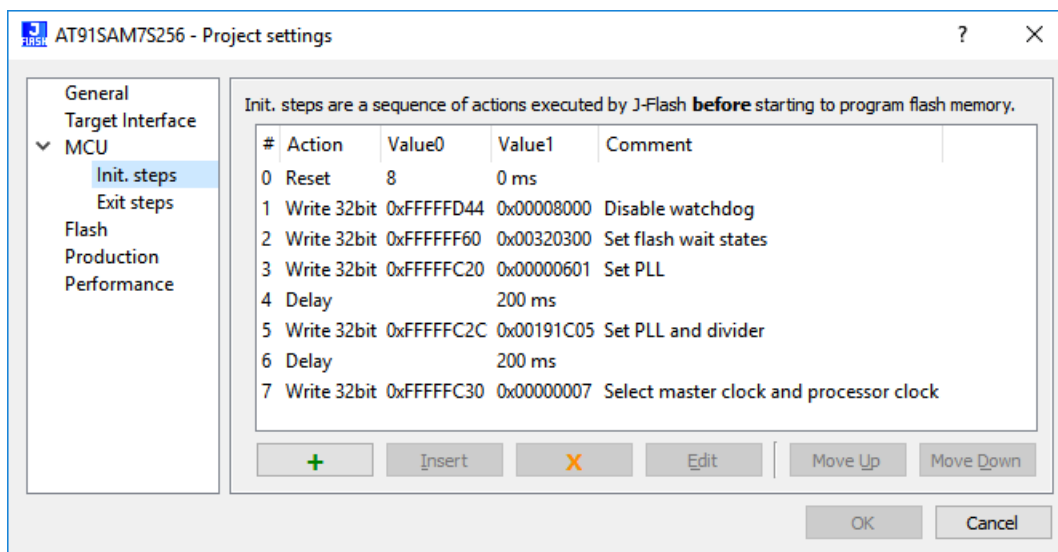 J
FLASH
AT91SAM7S256 - Project settings
?
General
Target Interface
MCU
Init. steps
Exit steps
Flash
Production
Performance
Init. steps are a sequence of actions executed by J-Flash before starting to program flash memory.
# Action Value0 Value1 Comment
0 Reset 8 0 ms
1 Write 32bit 0xFFFFFD44 0x00008000 Disable watchdog
2 Write 32bit 0xFFFFFF60 0x00320300 Set flash wait states
3 Write 32bit 0xFFFFFC20 0x00000601 Set PLL
4 Delay 200 ms
5 Write 32bit 0xFFFFFC2C 0x00191C05 Set PLL and divider
6 Delay 200 ms
7 Write 32bit 0xFFFFFC30 0x00000007 Select master clock and processor clock
+ Insert X Edit Move Up Move Down
OK Cancel